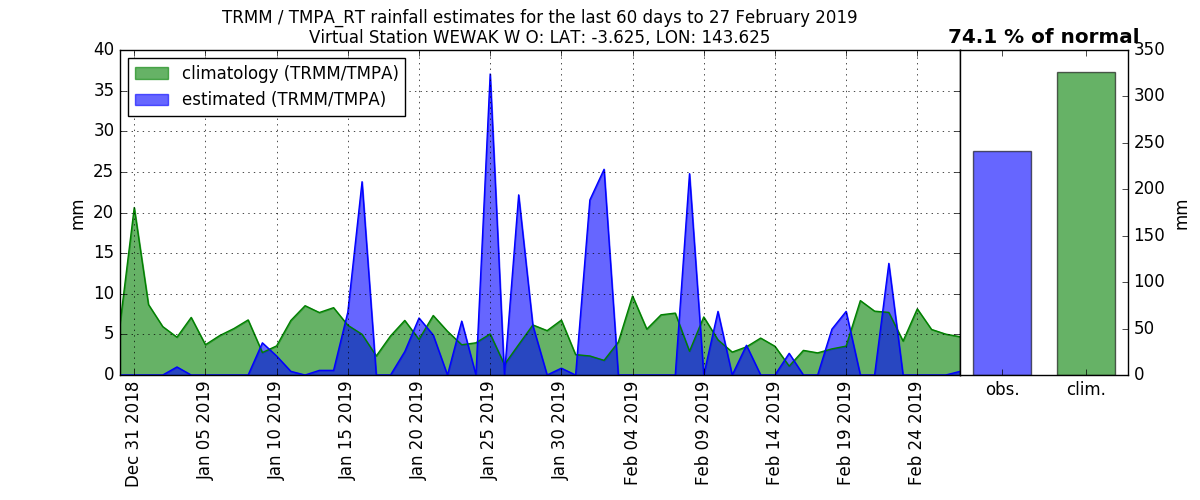 TRMM / TMPA_RT rainfall estimates for the last 60 days to 27 February 2019
Virtual Station WEWAK W O: LAT: -3.625, LON: 143.625
74.1 % of normal
climatology (TRMM/TMPA)
estimated (TRMM/TMPA)
mm
40
35
30
25
20
15
10
5
0
Dec 31 2018
Jan 05 2019
Jan 10 2019
Jan 15 2019
Jan 20 2019
Jan 25 2019
Jan 30 2019
Feb 04 2019
Feb 09 2019
Feb 14 2019
Feb 19 2019
Feb 24 2019
350
300
250
200
150
100
50
0
mm
obs.
clim.